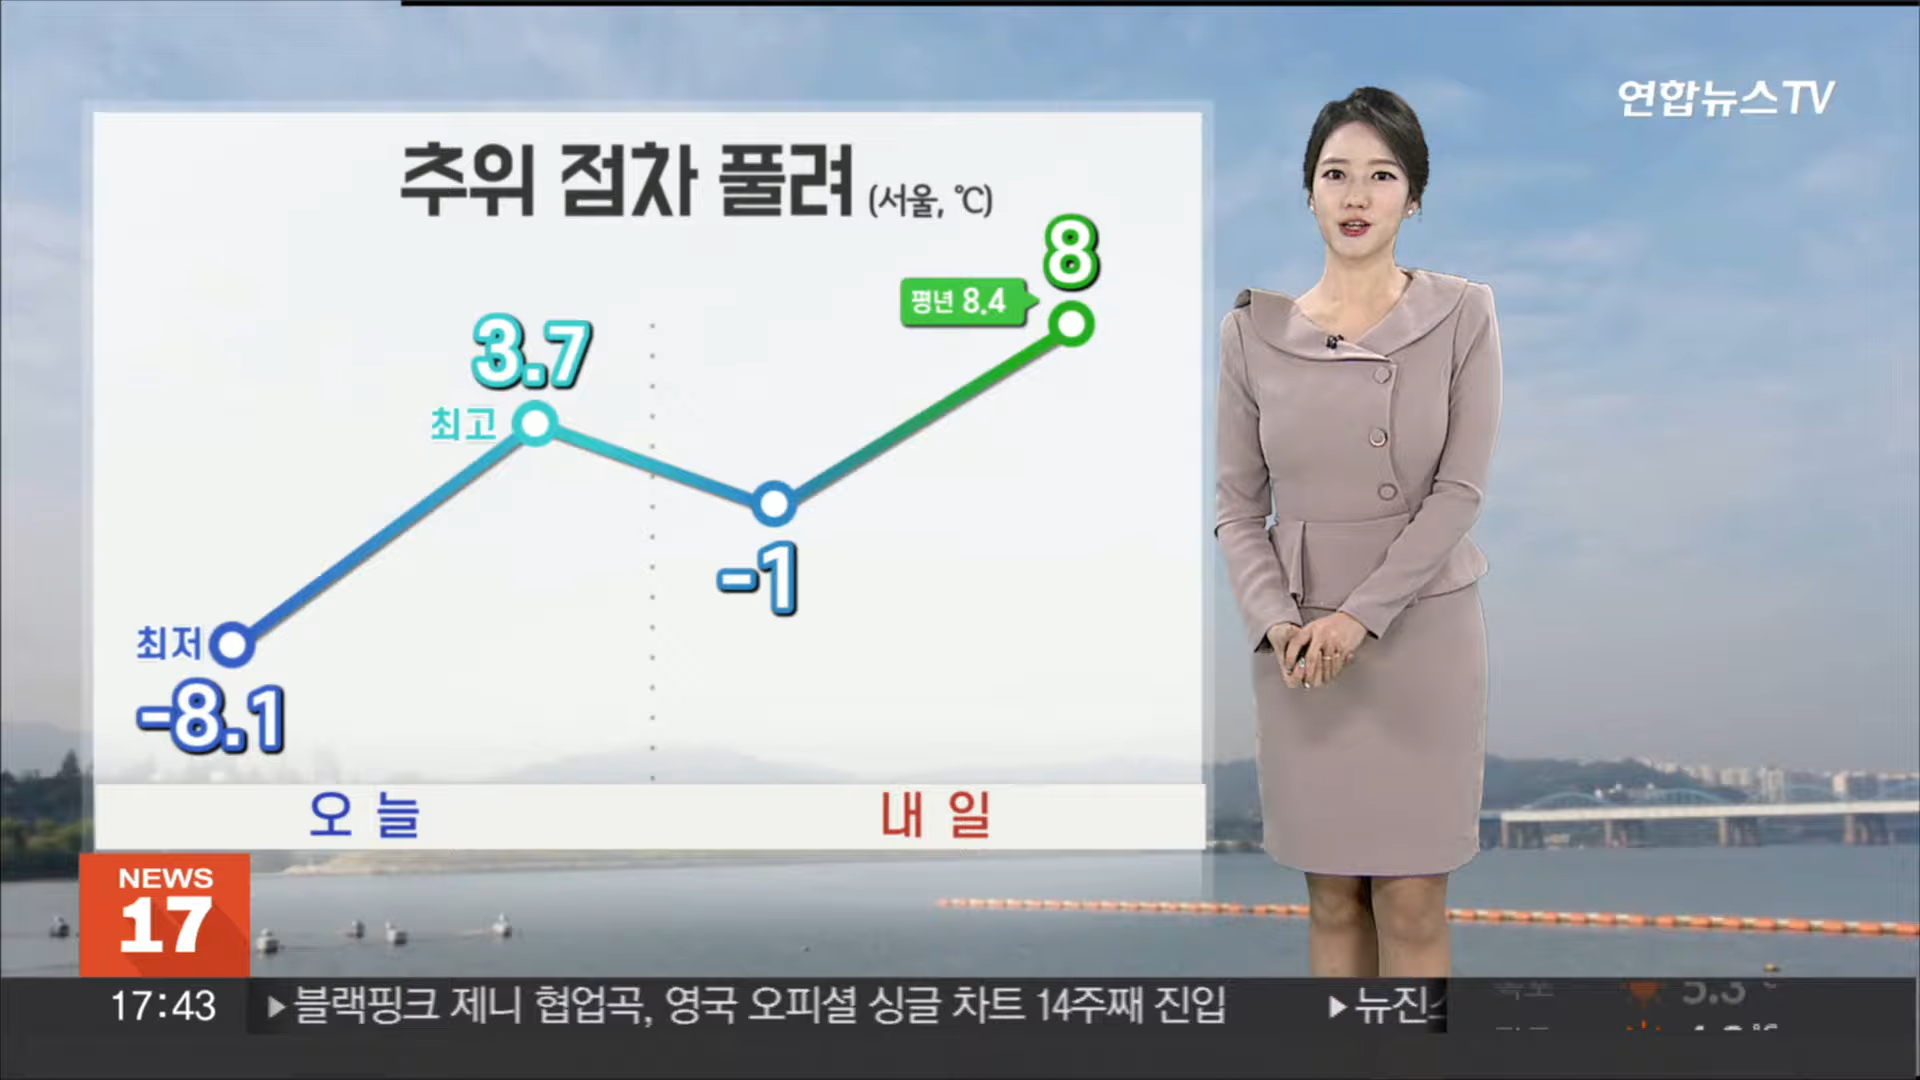 연합뉴스TV
추위 점차 풀려 (서울, ℃)
8
평년 8.4
3.7
최고
-1
최저
-8.1
오늘
내일
NEWS
17
17:43
▶블랙핑크 제니 협업곡, 영국 오피셜 싱글 차트 14주째 진입 ▶뉴진
5.3